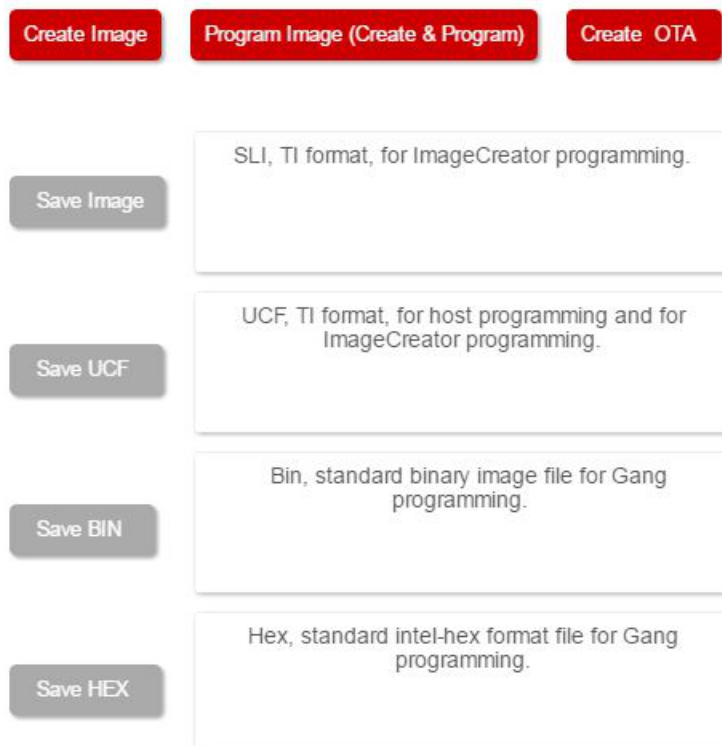 Create Image
Program Image (Create & Program)
Create OTA
SLI, TI format, for ImageCreator programming.
Save Image
UCF, TI format, for host programming and for
ImageCreator programming.
Save UCF
Bin, standard binary image file for Gang
programming.
Save BIN
Hex, standard intel-hex format file for Gang
programming.
Save HEX